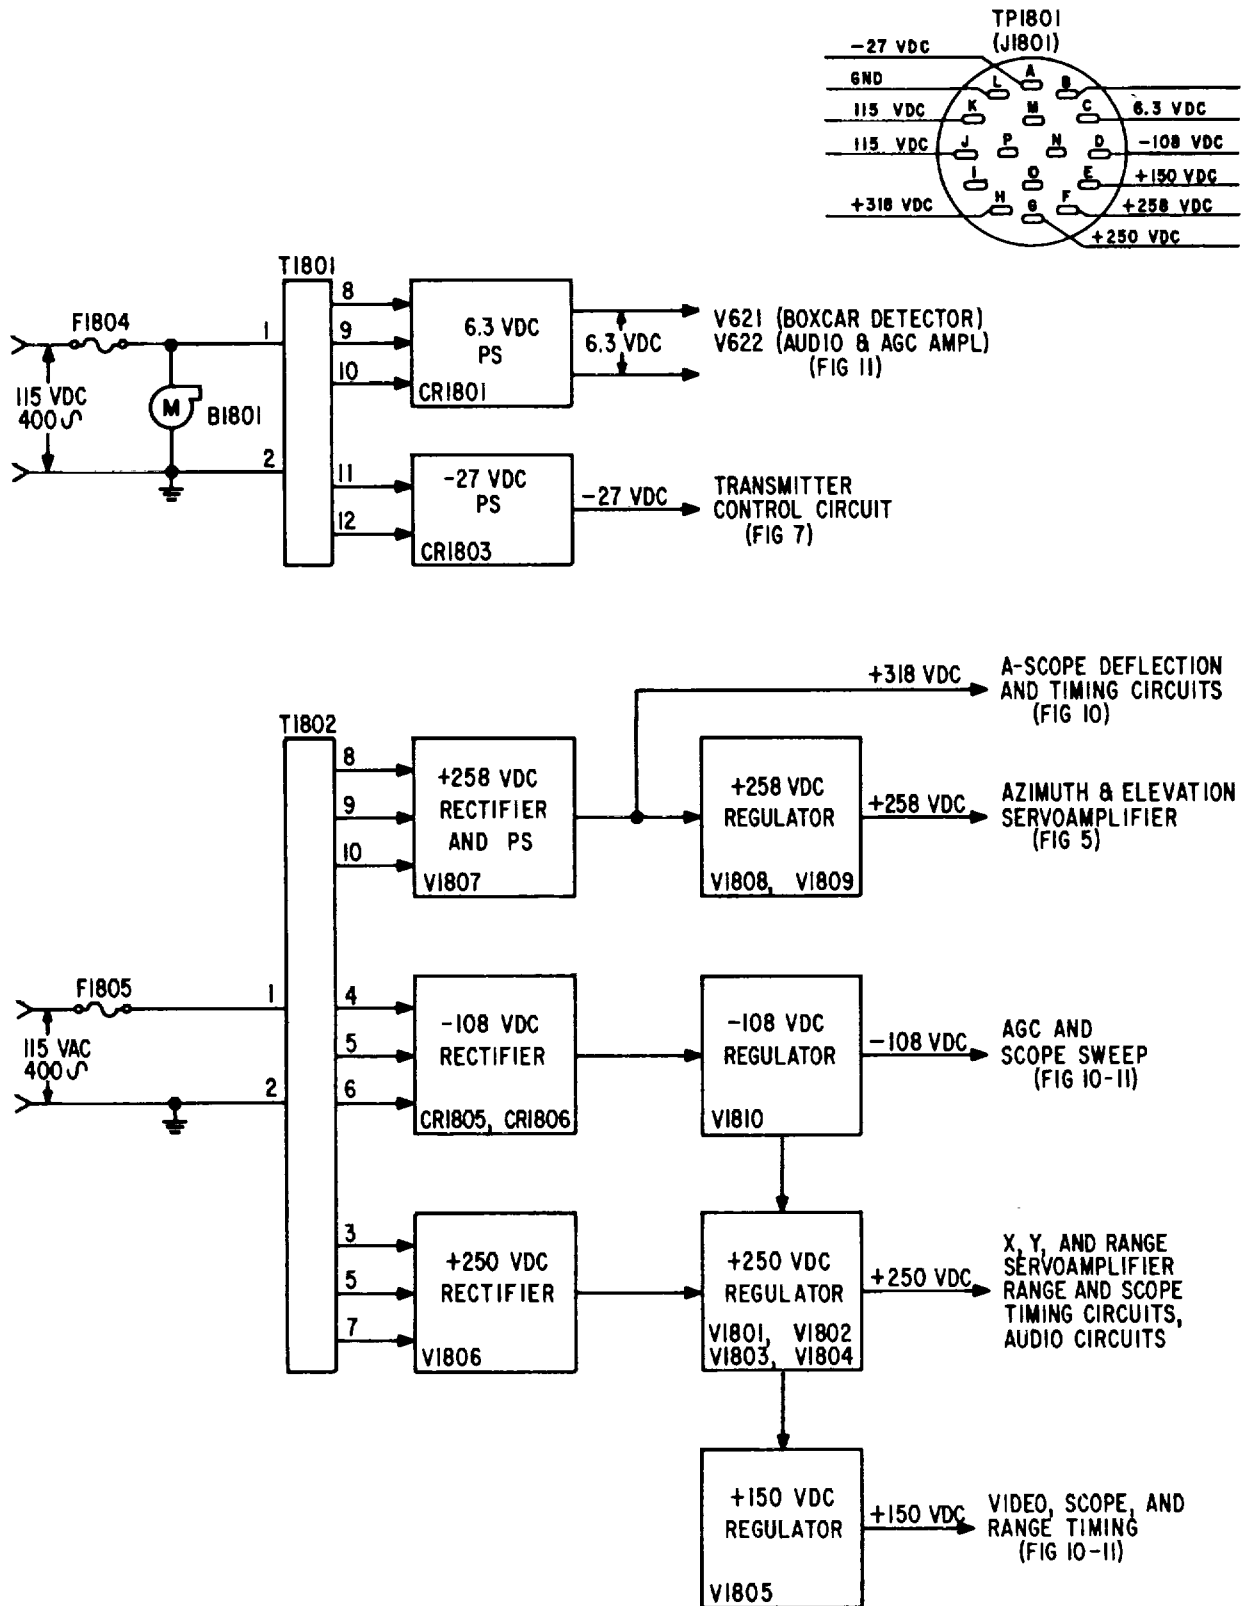 TP1801
(J1801)
-27 VDC
GND
115 VDC
115 VDC
+318 VDC
A
B
C
D
E
F
G
H
I
J
K
L
M
N
O
P
6.3 VDC
-108 VDC
+150 VDC
+258 VDC
+250 VDC
T1801
F1804
1
2
115 VDC
400
M
B1801
8
9
10
6.3 VDC
PS
CR1801
6.3 VDC
V621 (BOXCAR DETECTOR)
V622 (AUDIO & AGC AMPL)
(FIG 11)
11
12
-27 VDC
PS
CR1803
-27 VDC
TRANSMITTER
CONTROL CIRCUIT
(FIG 7)
T1802
8
9
10
+258 VDC
RECTIFIER
AND PS
V1807
+318 VDC
A-SCOPE DEFLECTION
AND TIMING CIRCUITS
(FIG 10)
+258 VDC
REGULATOR
V1808, V1809
+258 VDC
AZIMUTH & ELEVATION
SERVOAMPLIFIER
(FIG 5)
F1805
1
2
115 VAC
400
4
5
6
-108 VDC
RECTIFIER
CR1805, CR1806
-108 VDC
REGULATOR
V1810
-108 VDC
AGC AND
SCOPE SWEEP
(FIG 10-11)
3
5
7
+250 VDC
RECTIFIER
V1806
+250 VDC
REGULATOR
V1801, V1802
V1803, V1804
+250 VDC
X, Y, AND RANGE
SERVOAMPLIFIER
RANGE AND SCOPE
TIMING CIRCUITS,
AUDIO CIRCUITS
+150 VDC
REGULATOR
V1805
+150 VDC
VIDEO, SCOPE, AND
RANGE TIMING
(FIG 10-11)